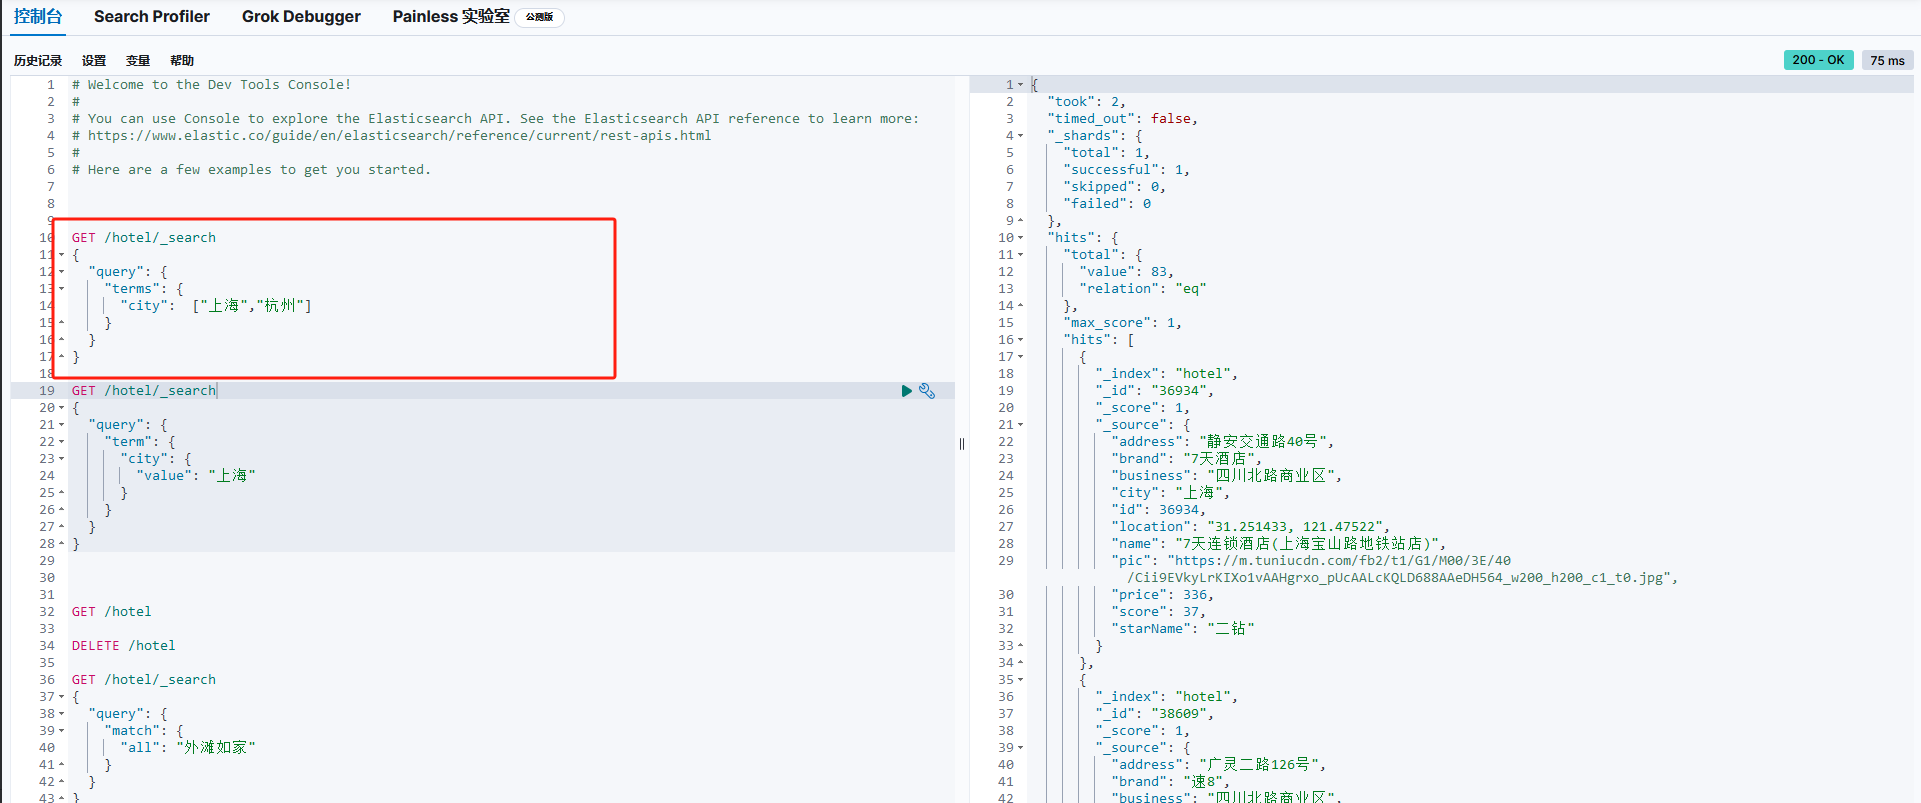 控制台 Search Profiler Grok Debugger Painless 实验室 公测版
历史记录 设置 变量 帮助 200 - OK 75 ms
1 # Welcome to the Dev Tools Console!
2 #
3 # You can use Console to explore the Elasticsearch API. See the Elasticsearch API reference to learn more:
4 # https://www.elastic.co/guide/en/elasticsearch/reference/current/rest-apis.html
5 #
6 # Here are a few examples to get you started.
7
8
9
10 GET /hotel/_search
11 {
12 "query": {
13 "terms": {
14 "city": ["上海","杭州"]
15 }
16 }
17 }
18
19 GET /hotel/_search
20 {
21 "query": {
22 "term": {
23 "city": {
24 "value": "上海"
25 }
26 }
27 }
28 }
29
30
31
32 GET /hotel
33
34 DELETE /hotel
35
36 GET /hotel/_search
37 {
38 "query": {
39 "match": {
40 "all": "外滩如家"
41 }
42 }
43 }
1 {
2 "took": 2,
3 "timed_out": false,
4 "_shards": {
5 "total": 1,
6 "successful": 1,
7 "skipped": 0,
8 "failed": 0
9 },
10 "hits": {
11 "total": {
12 "value": 83,
13 "relation": "eq"
14 },
15 "max_score": 1,
16 "hits": [
17 {
18 "_index": "hotel",
19 "_id": "36934",
20 "_score": 1,
21 "_source": {
22 "address": "静安交通路40号",
23 "brand": "7天酒店",
24 "business": "四川北路商业区",
25 "city": "上海",
26 "id": 36934,
27 "location": "31.251433, 121.47522",
28 "name": "7天连锁酒店(上海宝山路地铁站店)",
29 "pic": "https://m.tuniucdn.com/fb2/t1/G1/M00/3E/40
/Cii9EVkyLrKIXo1vAAHgrxo_pUcAALcKQLD688AAeDH564_w200_h200_c1_t0.jpg",
30 "price": 336,
31 "score": 37,
32 "starName": "二钻"
33 }
34 },
35 {
36 "_index": "hotel",
37 "_id": "38609",
38 "_score": 1,
39 "_source": {
40 "address": "广灵二路126号",
41 "brand": "速8",
42 "business": "四川北路商业区",